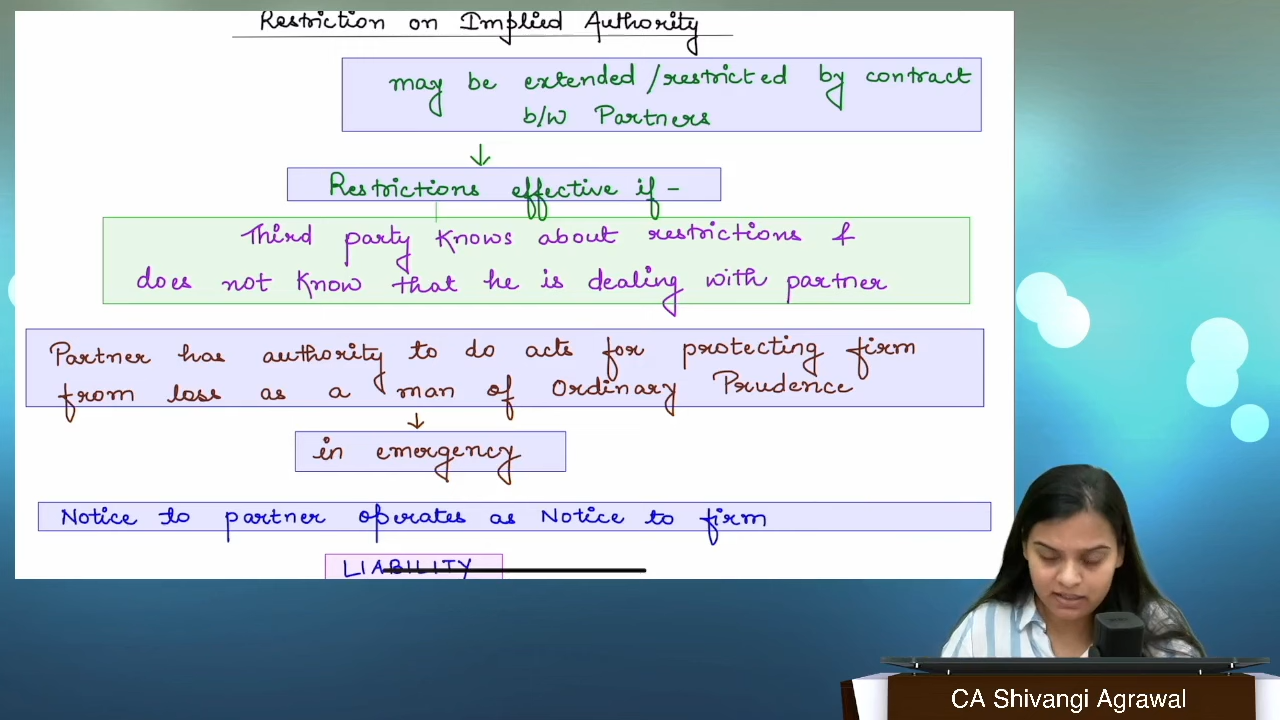 Restriction on Implied Authority
may be extended/restricted by contract
b/w Partners
Restrictions effective if -
Third party knows about restrictions &
does not know that he is dealing with partner
Partner has authority to do acts for protecting firm
from loss as a man of Ordinary Prudence
in emergency
Notice to partner operates as Notice to firm
LIABILITY
CA Shivangi Agrawal